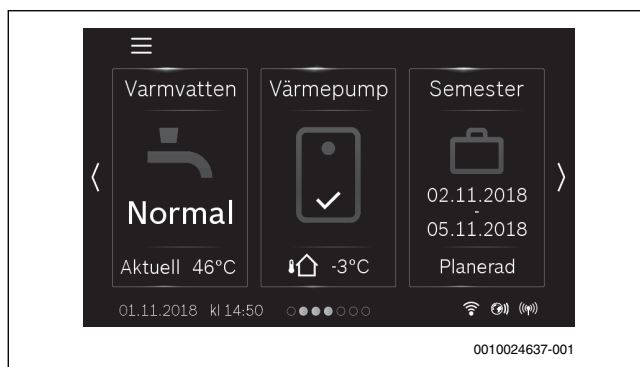 Varmvatten
Normal
Aktuell 46°C
Värmepump
-3°C
Semester
02.11.2018
-
05.11.2018
Planerad
01.11.2018 kl 14:50
0010024637-001